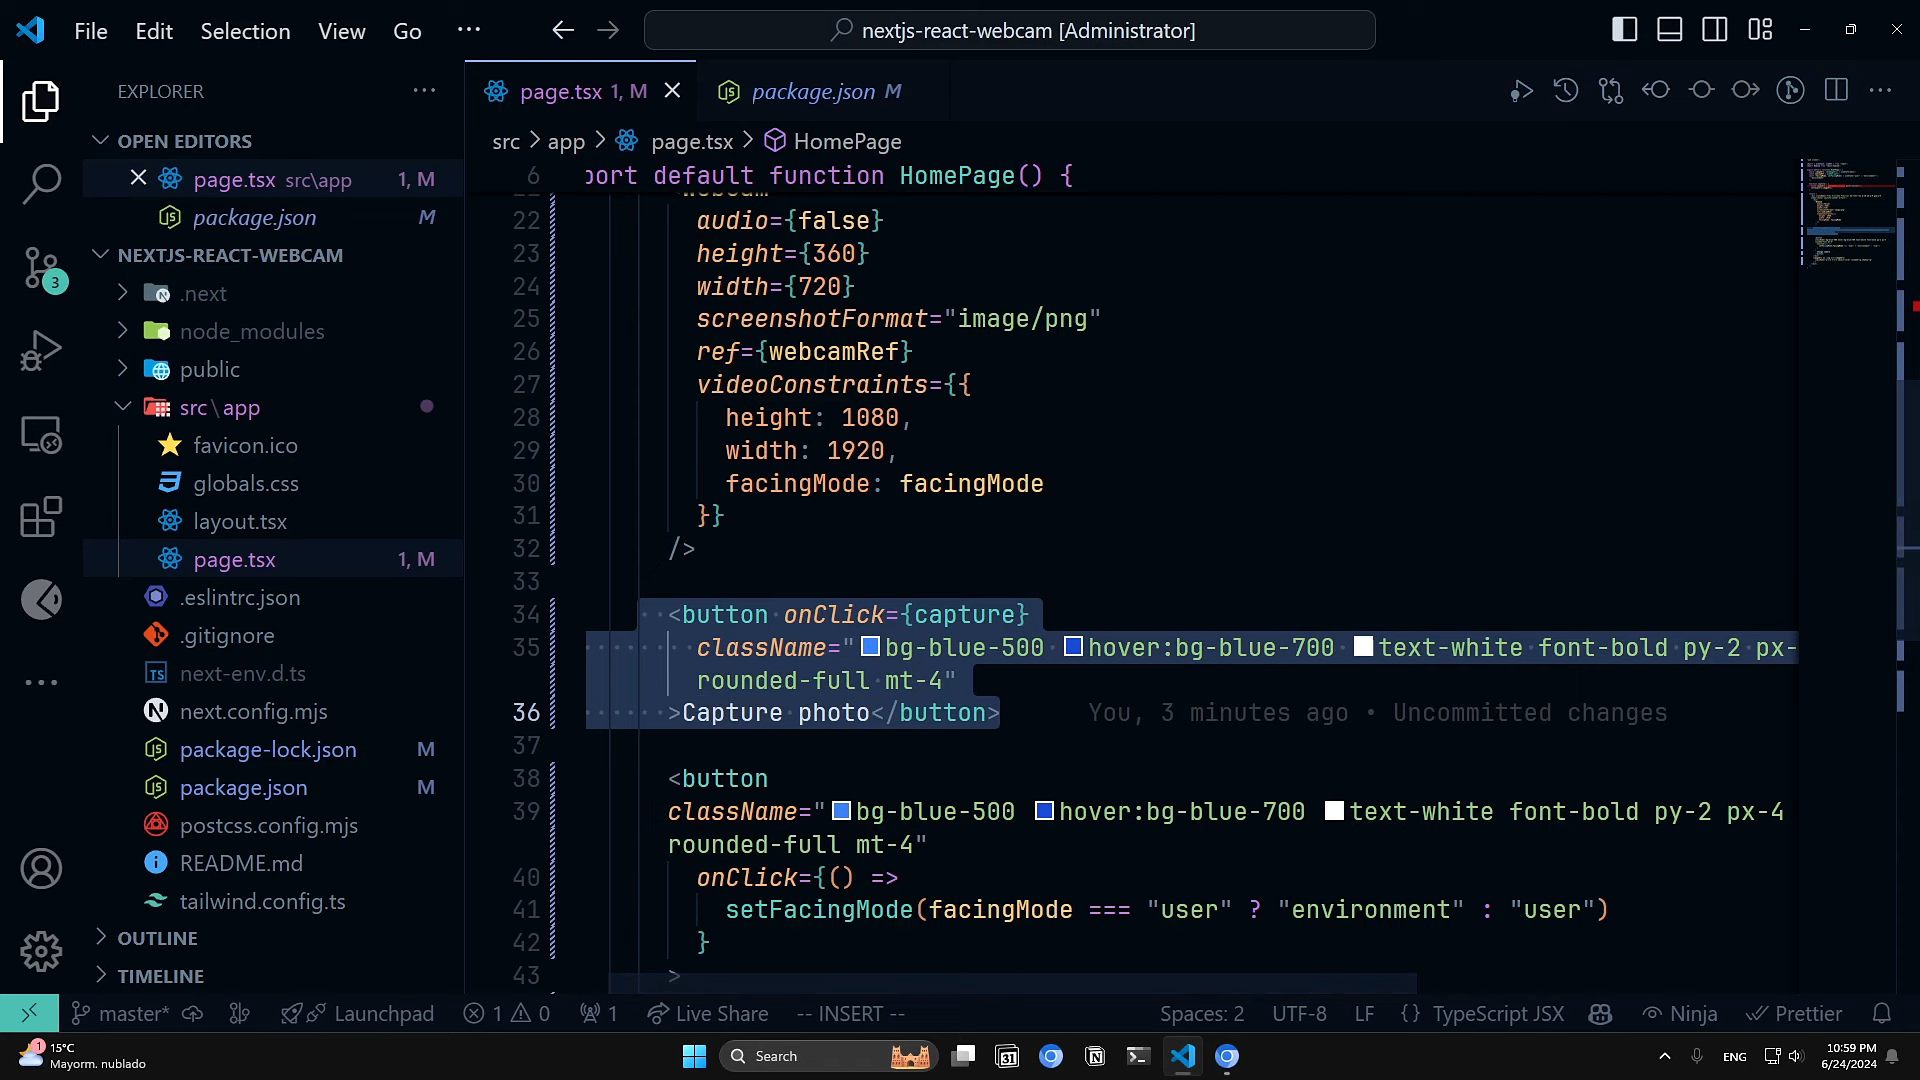 File Edit Selection View Go ···
nextjs-react-webcam [Administrator]
EXPLORER
OPEN EDITORS
page.tsx src\app 1, M
package.json M
NEXTJS-REACT-WEBCAM
.next
node_modules
public
src\app
favicon.ico
globals.css
layout.tsx
page.tsx 1, M
.eslintrc.json
.gitignore
next-env.d.ts
next.config.mjs
package-lock.json M
package.json M
postcss.config.mjs
README.md
tailwind.config.ts
OUTLINE
TIMELINE
3
page.tsx 1, M
package.json M
src > app > page.tsx > HomePage
6 port default function HomePage() {
22 audio={false}
23 height={360}
24 width={720}
25 screenshotFormat="image/png"
26 ref={webcamRef}
27 videoConstraints={{
28 height: 1080,
29 width: 1920,
30 facingMode: facingMode
31 }}
32 />
33
34 <button onClick={capture}
35 className="bg-blue-500 hover:bg-blue-700 text-white font-bold py-2 px-
rounded-full mt-4"
36 >Capture photo</button> You, 3 minutes ago • Uncommitted changes
37
38 <button
39 className="bg-blue-500 hover:bg-blue-700 text-white font-bold py-2 px-4
rounded-full mt-4"
40 onClick={() =>
41 setFacingMode(facingMode === "user" ? "environment" : "user")
42 }
43 >
master* Launchpad 1 0 1 Live Share -- INSERT -- Spaces: 2 UTF-8 LF {} TypeScript JSX Ninja Prettier
1 15°C
Mayorm. nublado
Search
31
ENG
10:59 PM
6/24/2024